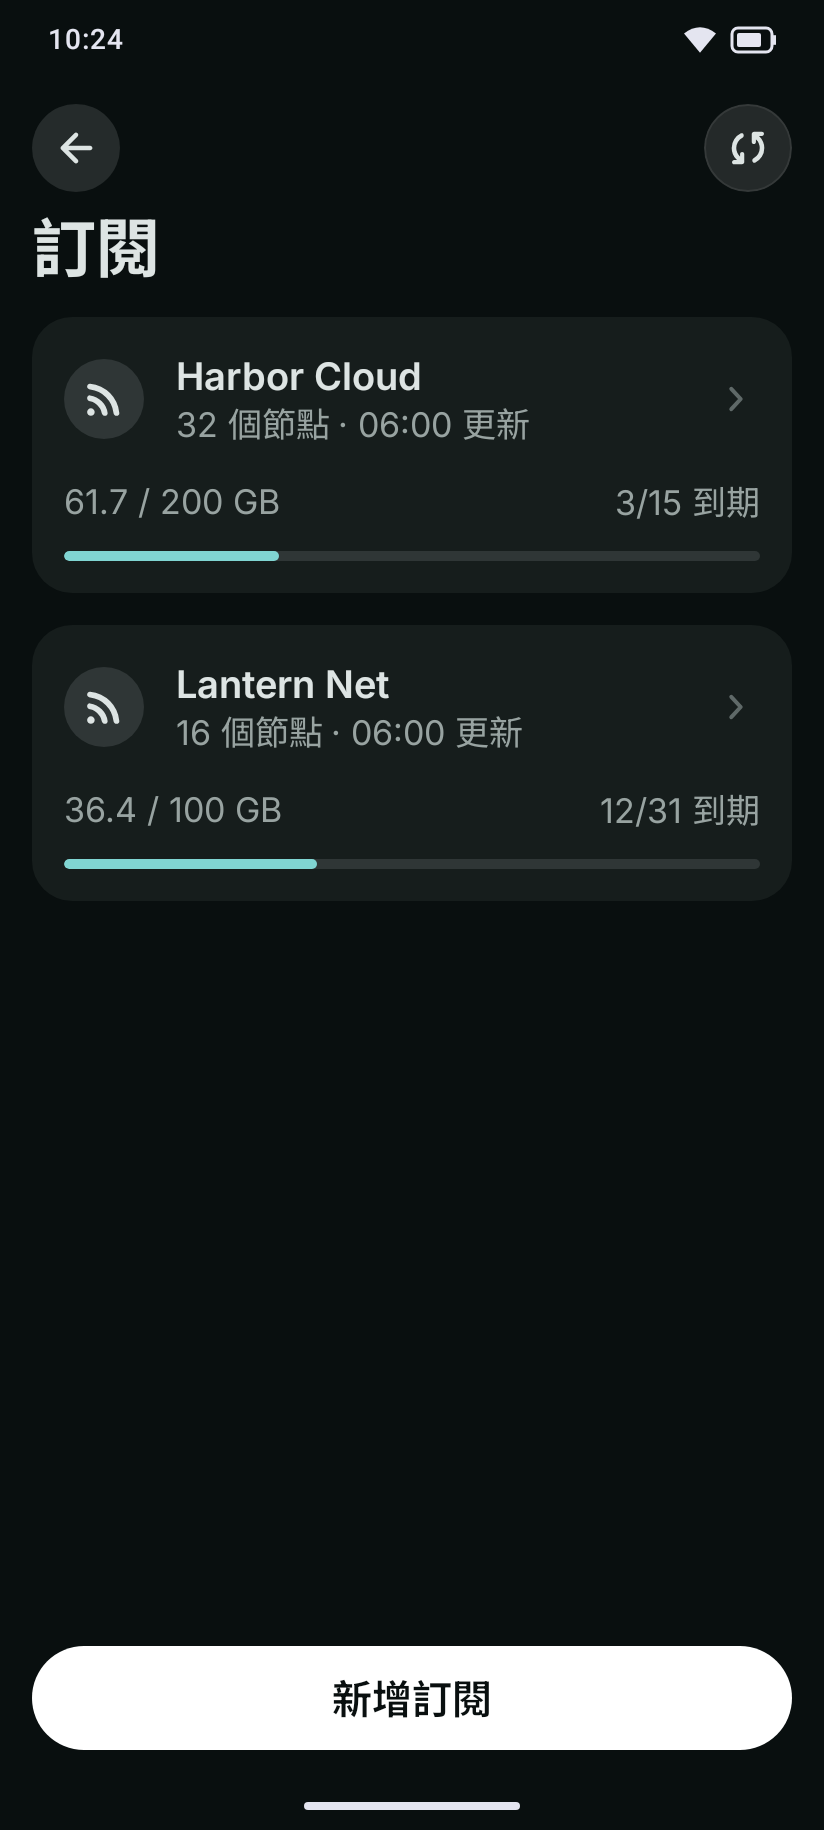 10:24
訂閱
Harbor Cloud
32 個節點 · 06:00 更新
61.7 / 200 GB
3/15 到期
Lantern Net
16 個節點 · 06:00 更新
36.4 / 100 GB
12/31 到期
新增訂閱